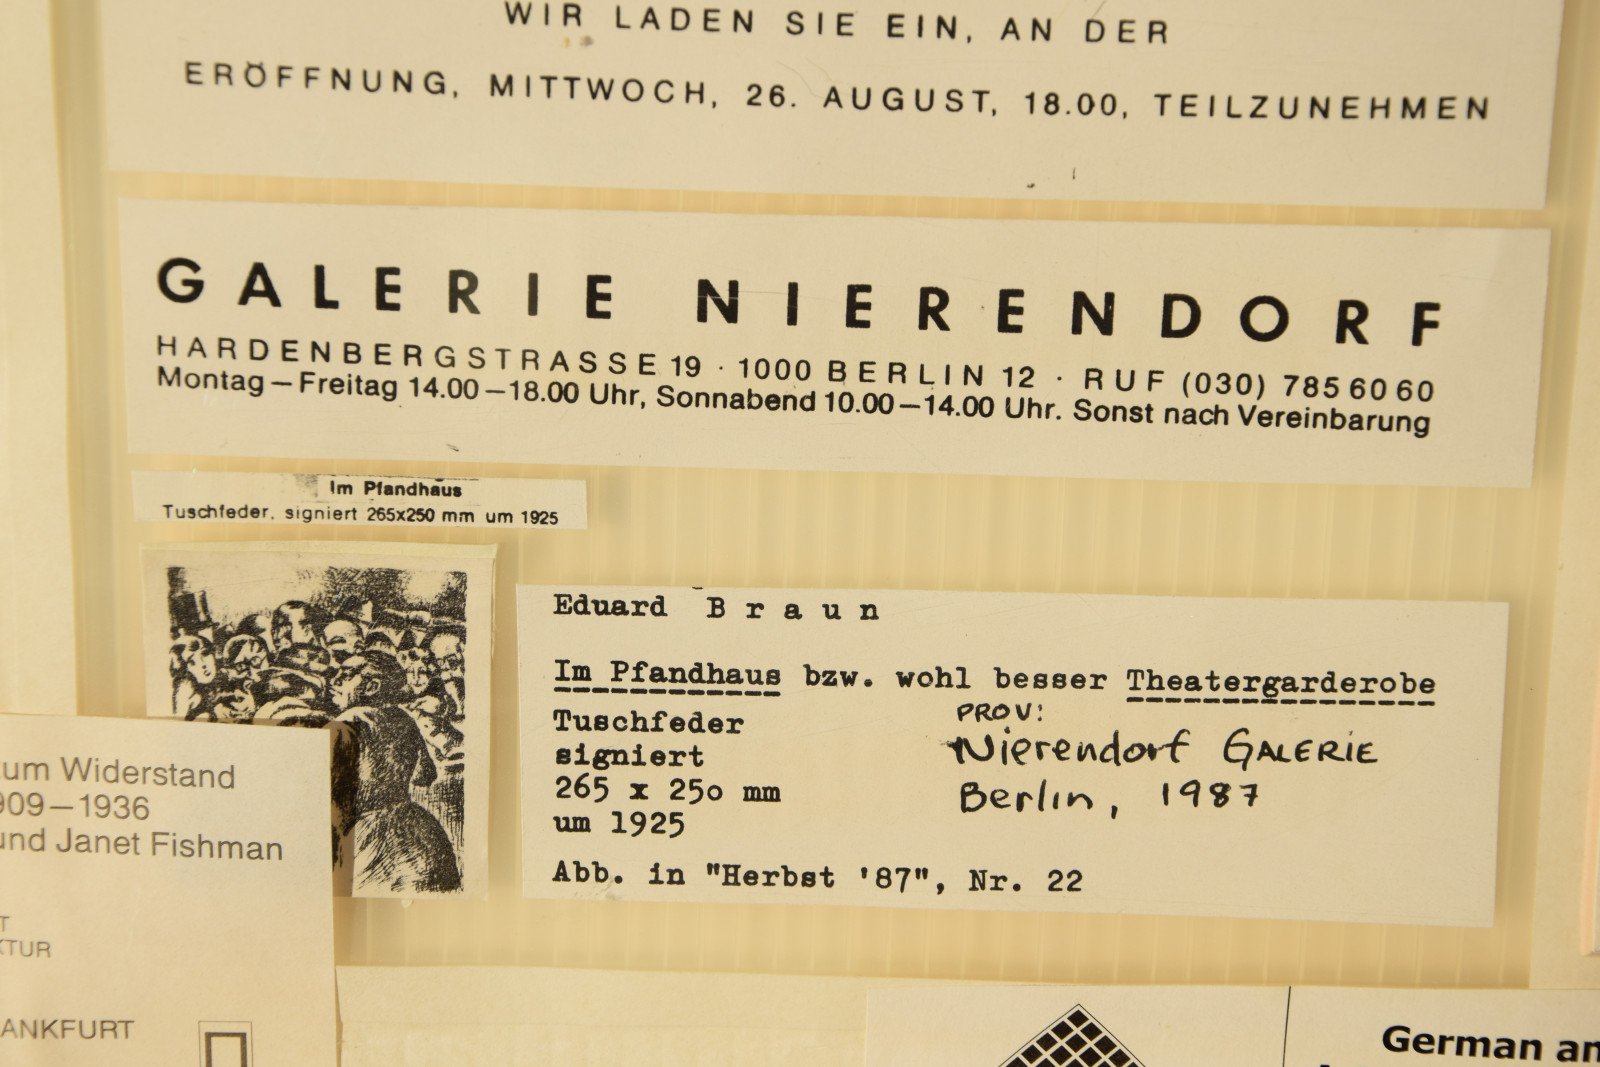 WIR LADEN SIE EIN, AN DER
ERÖFFNUNG, MITTWOCH, 26. AUGUST, 18.00, TEILZUNEHMEN
GALERIE NIERENDORF
HARDENBERGSTRASSE 19 · 1000 BERLIN 12 · RUF (030) 785 60 60
Montag – Freitag 14.00 – 18.00 Uhr, Sonnabend 10.00 – 14.00 Uhr. Sonst nach Vereinbarung
Im Pfandhaus
Tuschfeder, signiert 265x250 mm um 1925
Eduard Braun
Im Pfandhaus bzw. wohl besser Theatergarderobe
Tuschfeder
signiert
265 x 250 mm
um 1925
Abb. in "Herbst '87", Nr. 22
PROV:
Nierendorf GALERIE
Berlin, 1987
um Widerstand
909 – 1936
und Janet Fishman
T
KTUR
ANKFURT
German an